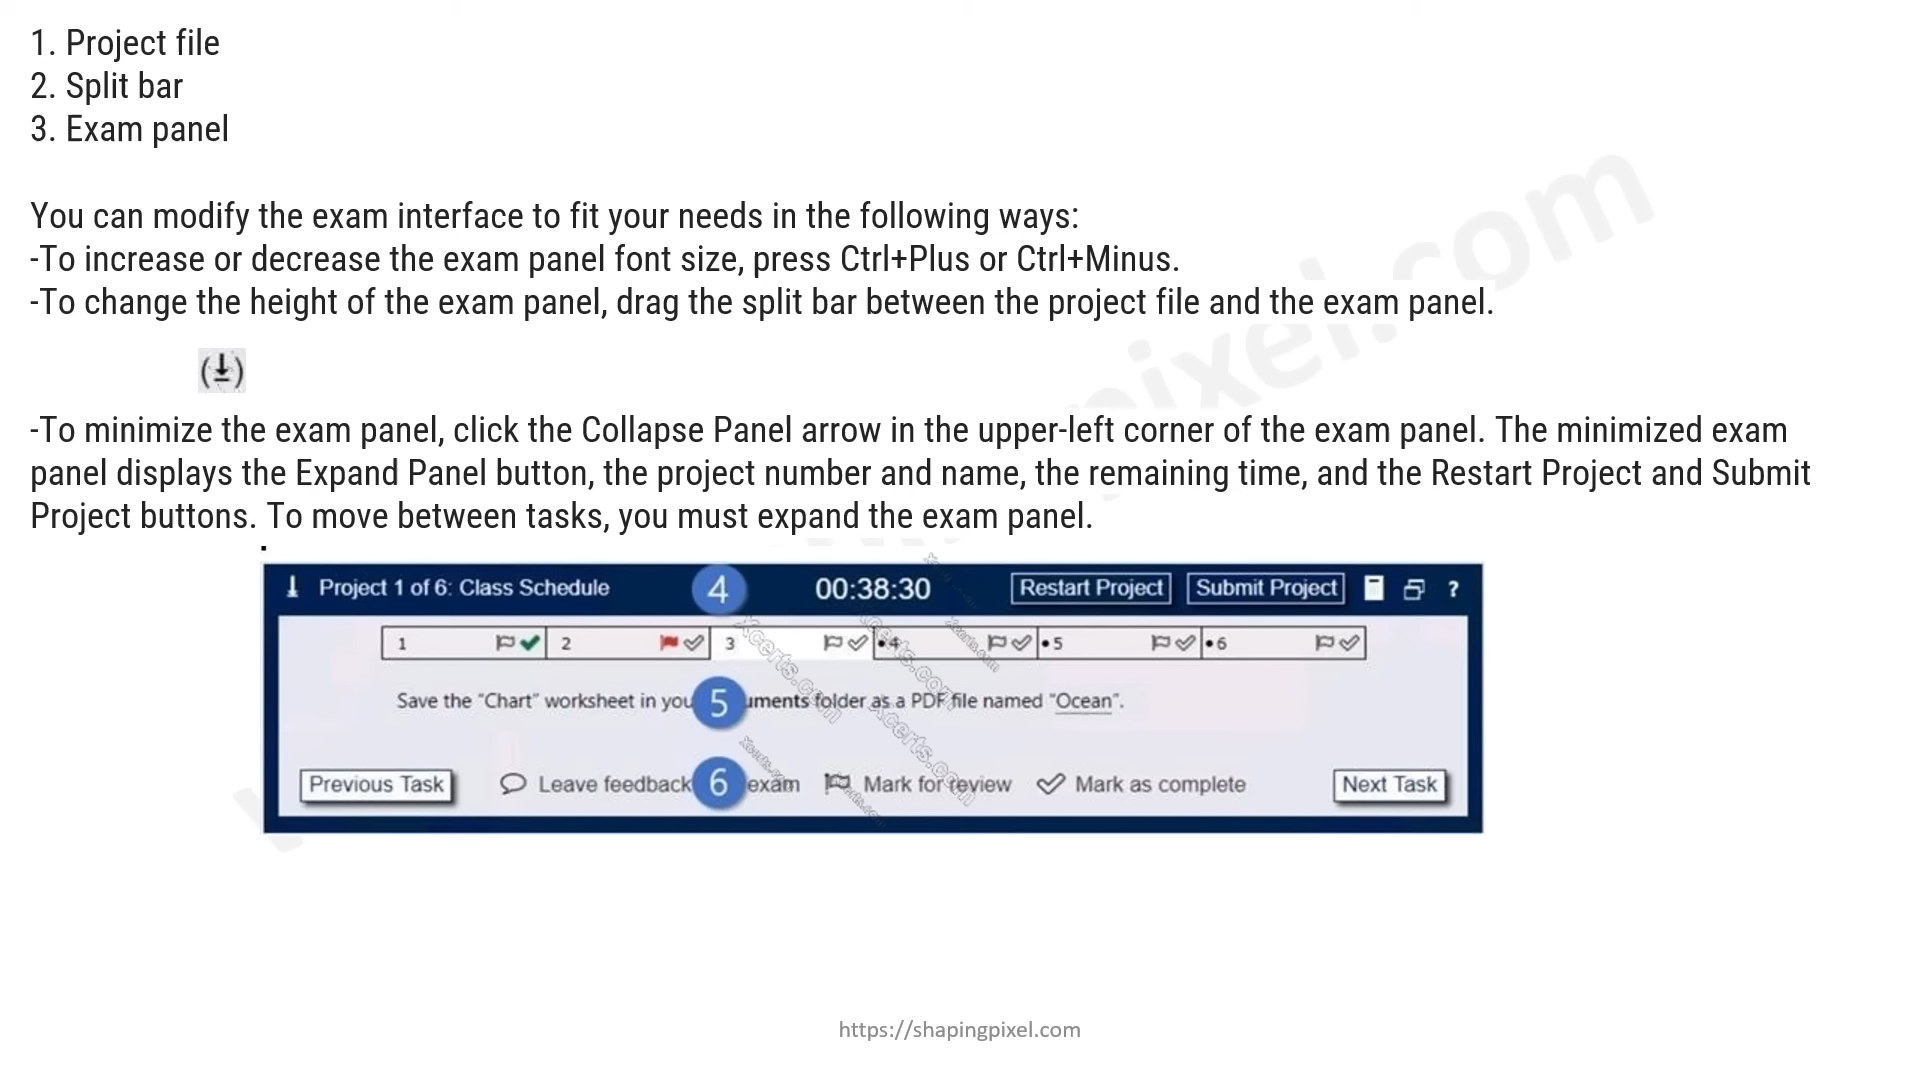 1. Project file
2. Split bar
3. Exam panel
You can modify the exam interface to fit your needs in the following ways:
-To increase or decrease the exam panel font size, press Ctrl+Plus or Ctrl+Minus.
-To change the height of the exam panel, drag the split bar between the project file and the exam panel.
-To minimize the exam panel, click the Collapse Panel arrow in the upper-left corner of the exam panel. The minimized exam
panel displays the Expand Panel button, the project number and name, the remaining time, and the Restart Project and Submit
Project buttons. To move between tasks, you must expand the exam panel.
Project 1 of 6: Class Schedule 4 00:38:30 Restart Project Submit Project ?
1 2 3 •4 •5 •6
Save the “Chart” worksheet in you 5 uments folder as a PDF file named “Ocean”.
Previous Task Leave feedback 6 exam Mark for review Mark as complete Next Task
https://shapingpixel.com